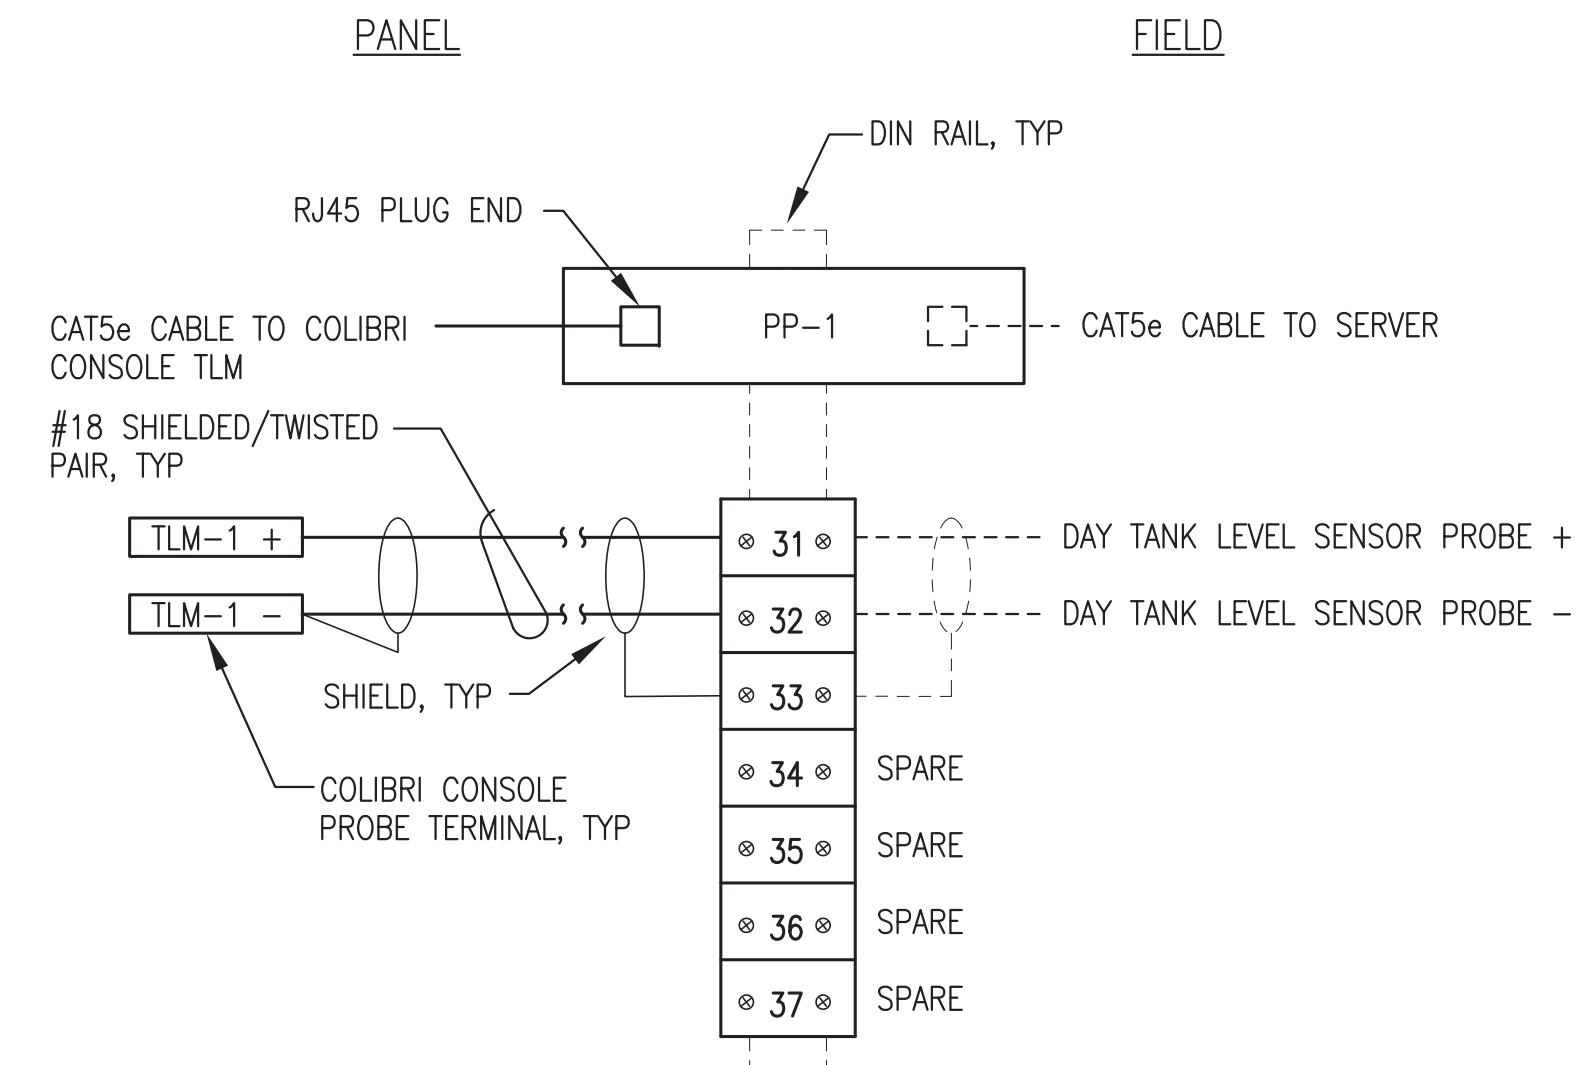 PANEL
FIELD
DIN RAIL, TYP
RJ45 PLUG END
CAT5e CABLE TO COLIBRI
CONSOLE TLM
PP-1
CAT5e CABLE TO SERVER
#18 SHIELDED/TWISTED
PAIR, TYP
TLM-1 +
31
DAY TANK LEVEL SENSOR PROBE +
TLM-1 -
32
DAY TANK LEVEL SENSOR PROBE -
SHIELD, TYP
33
34
SPARE
COLIBRI CONSOLE
PROBE TERMINAL, TYP
35
SPARE
36
SPARE
37
SPARE